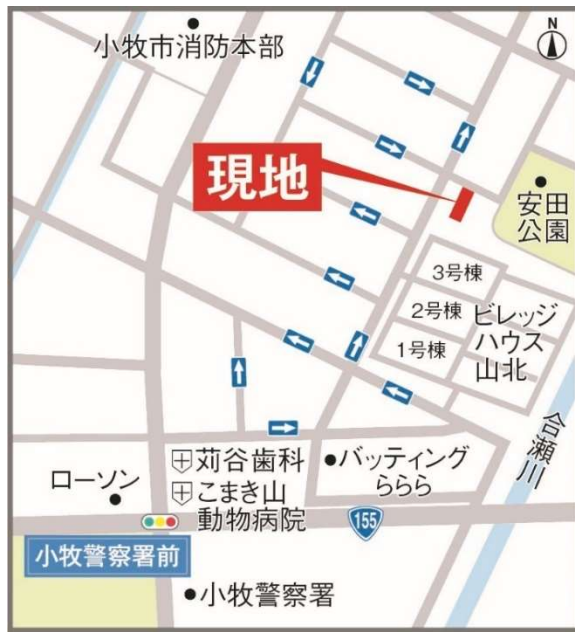 N
小牧市消防本部
現地
安田
公園
3号棟
2号棟
1号棟
ビレッジ
ハウス
山北
合瀬川
苅谷歯科
こまき山
動物病院
バッティング
ららら
ローソン
155
小牧警察署前
小牧警察署